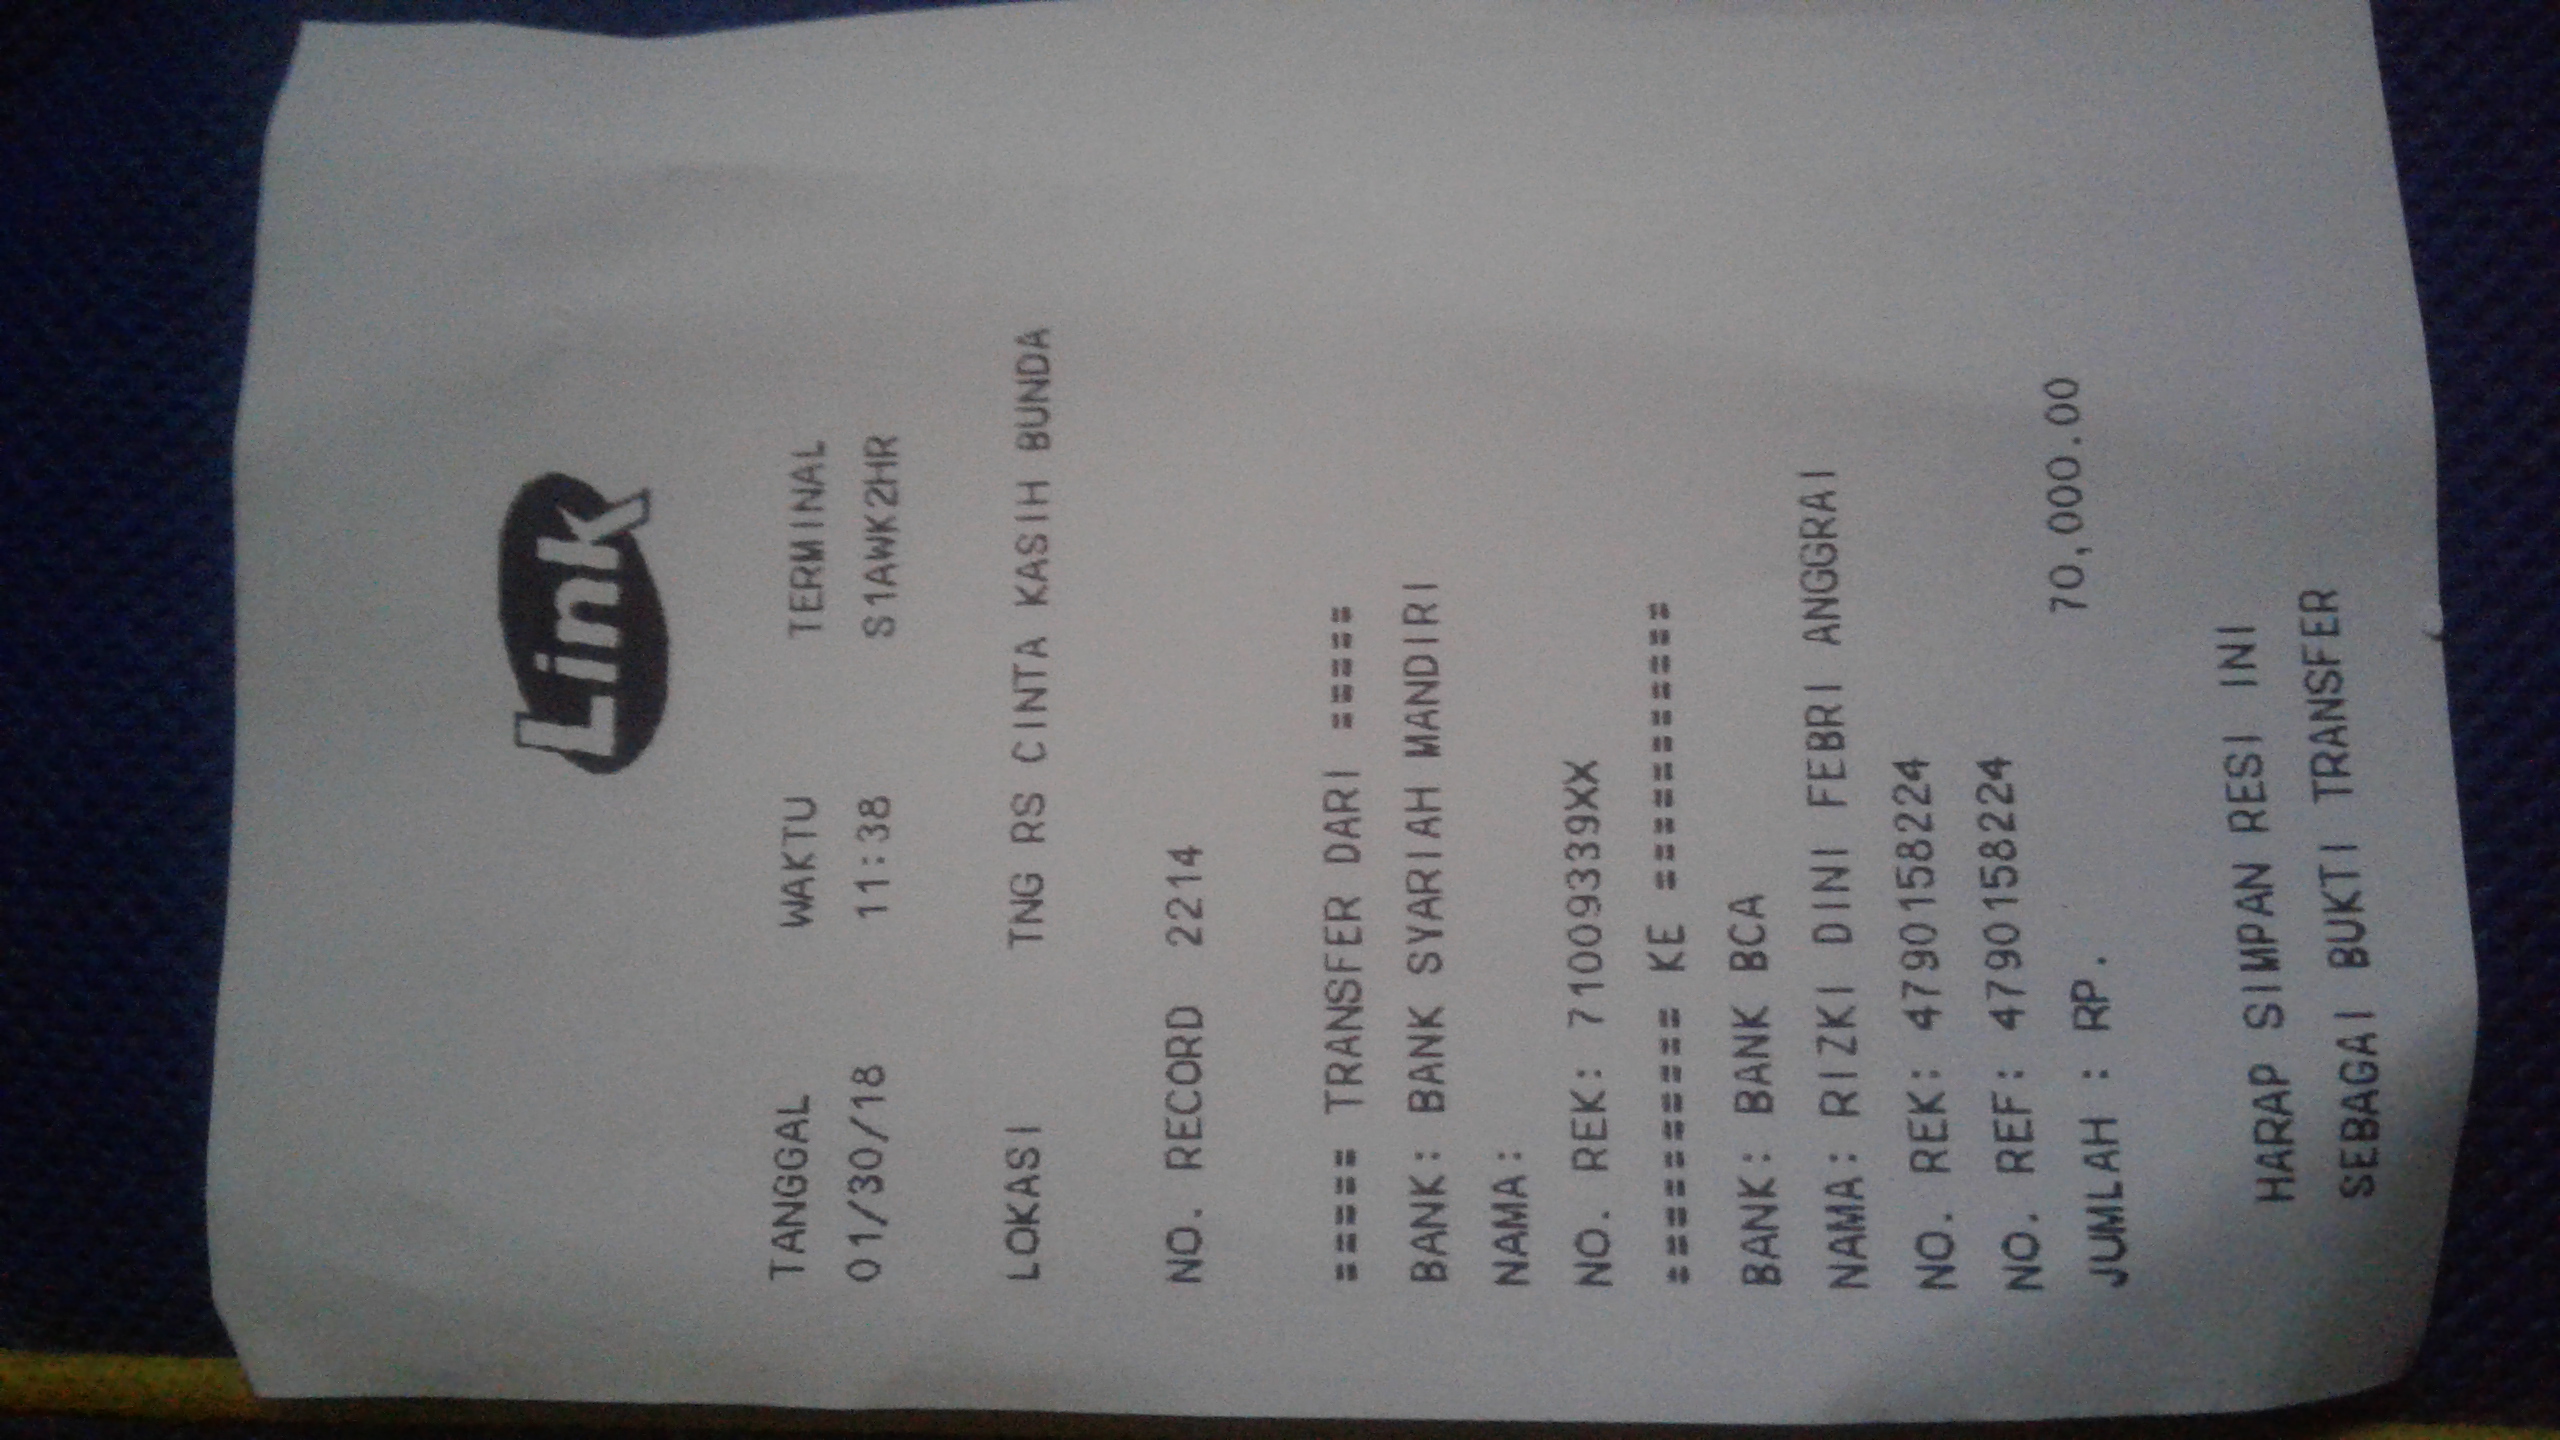 Link
TANGGAL WAKTU TERMINAL
01/30/18 11:38 S1AWK2HR
LOKASI TNG RS CINTA KASIH BUNDA
NO. RECORD 2214
===== TRANSFER DARI =====
BANK: BANK SYARIAH MANDIRI
NAMA:
NO. REK: 71009339XX
========== KE ==========
BANK: BANK BCA
NAMA: RIZKI DINI FEBRI ANGGRAI
NO. REK: 4790158224
NO. REF: 4790158224
JUMLAH : RP. 70,000.00
HARAP SIMPAN RESI INI
SEBAGAI BUKTI TRANSFER